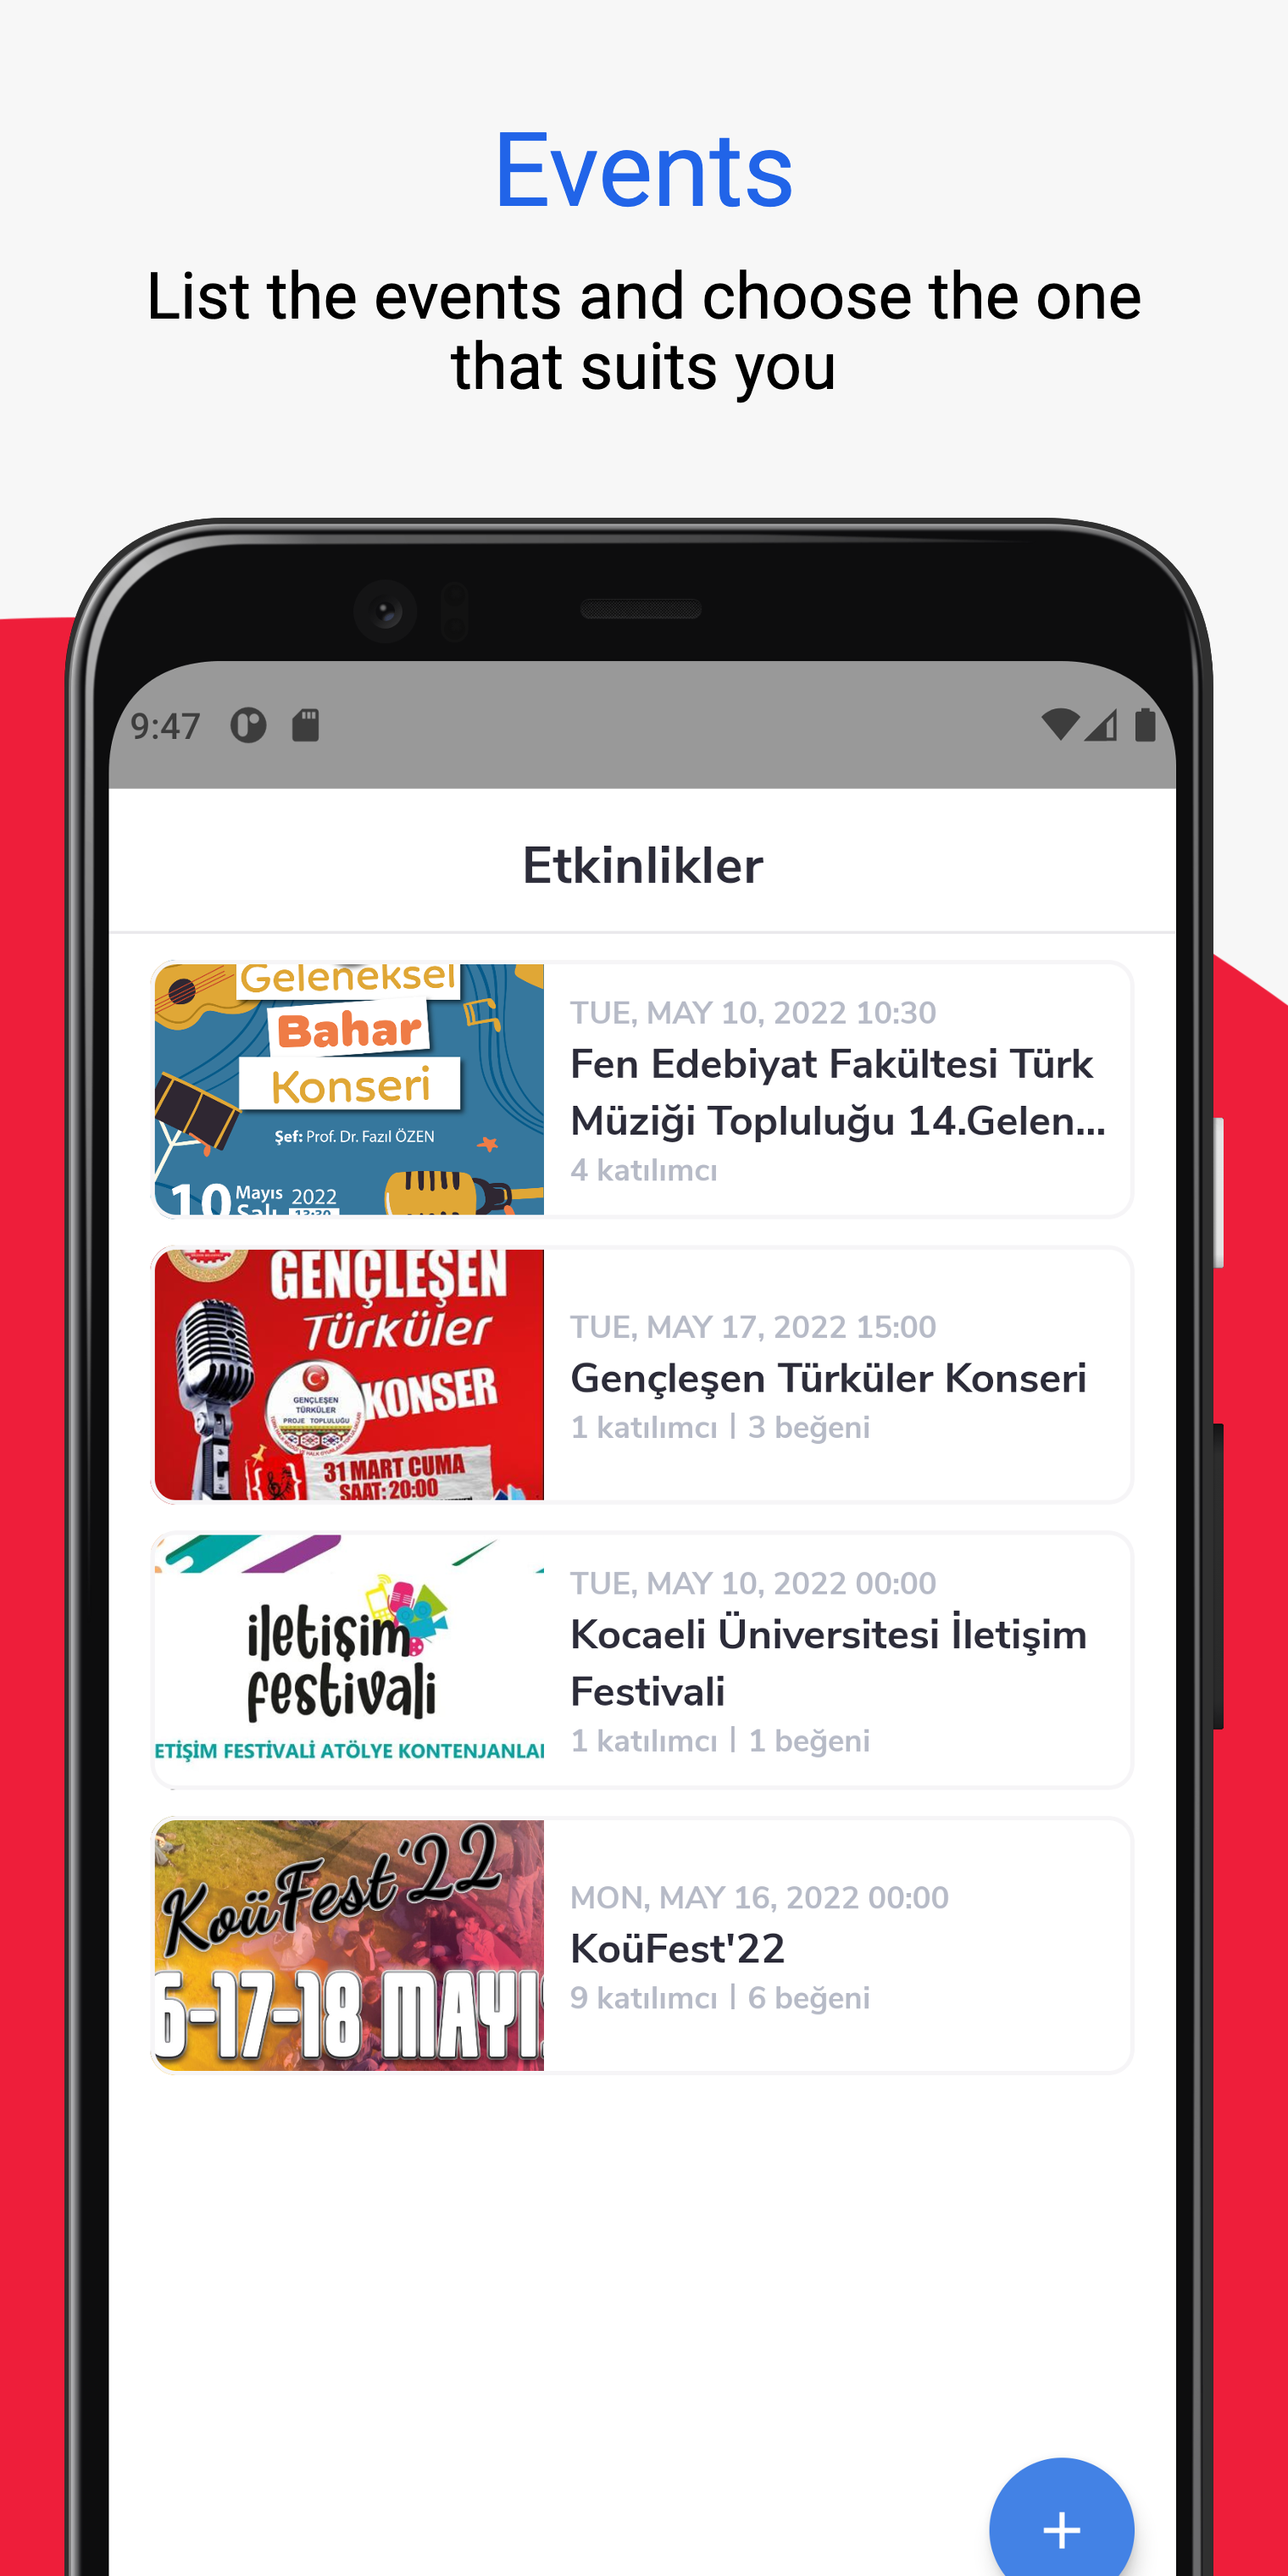 Events
List the events and choose the one
that suits you
9:47
Etkinlikler
Geleneksel
Bahar
Konseri
Şef: Prof. Dr. Fazıl ÖZEN
10 Mayıs 2022
Salı 13:30
TUE, MAY 10, 2022 10:30
Fen Edebiyat Fakültesi Türk
Müziği Topluluğu 14.Gelen...
4 katılımcı
GENÇLEŞEN
Türküler
KONSER
GENÇLEŞEN
TÜRKÜLER
PROJE TOPLULUĞU
31 MART CUMA
SAAT: 20:00
TUE, MAY 17, 2022 15:00
Gençleşen Türküler Konseri
1 katılımcı | 3 beğeni
iletişim
festivali
ETİŞİM FESTİVALİ ATÖLYE KONTENJANLA
TUE, MAY 10, 2022 00:00
Kocaeli Üniversitesi İletişim
Festivali
1 katılımcı | 1 beğeni
KoüFest'22
6-17-18 MAYI
MON, MAY 16, 2022 00:00
KoüFest'22
9 katılımcı | 6 beğeni